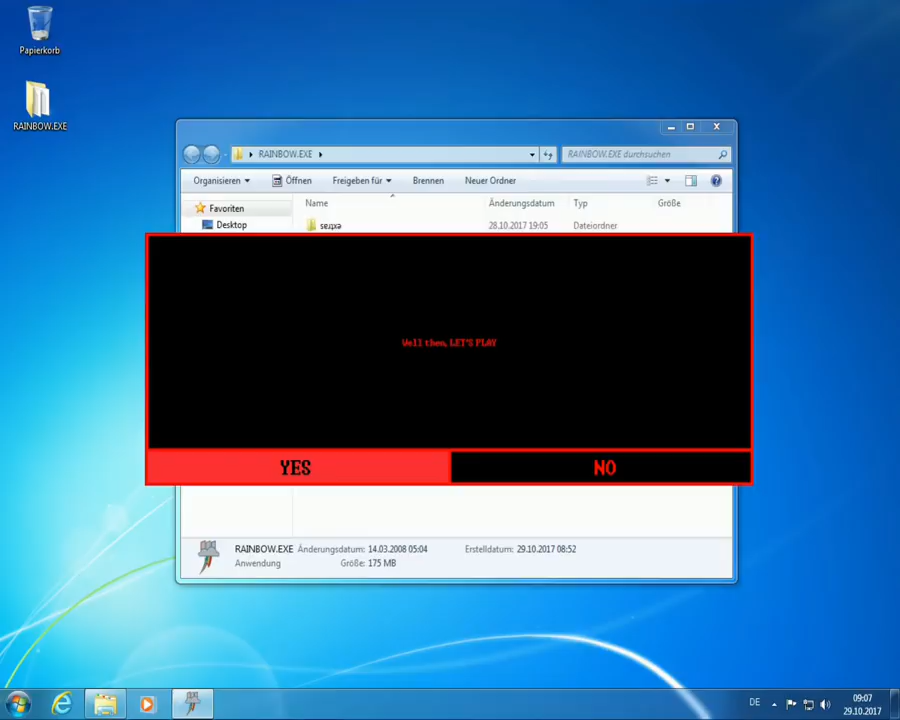 Papierkorb
RAINBOW.EXE
RAINBOW.EXE
RAINBOW.EXE durchsuchen
Organisieren
Öffnen
Freigeben für
Brennen
Neuer Ordner
Name
Änderungsdatum
Typ
Größe
Favoriten
Desktop
28.10.2017 19:05
Dateiordner
Well then, LET'S PLAY
YES
NO
RAINBOW.EXE
Änderungsdatum: 14.03.2008 05:04
Erstelldatum: 29.10.2017 08:52
Anwendung
Größe: 175 MB
DE
09:07
29.10.2017